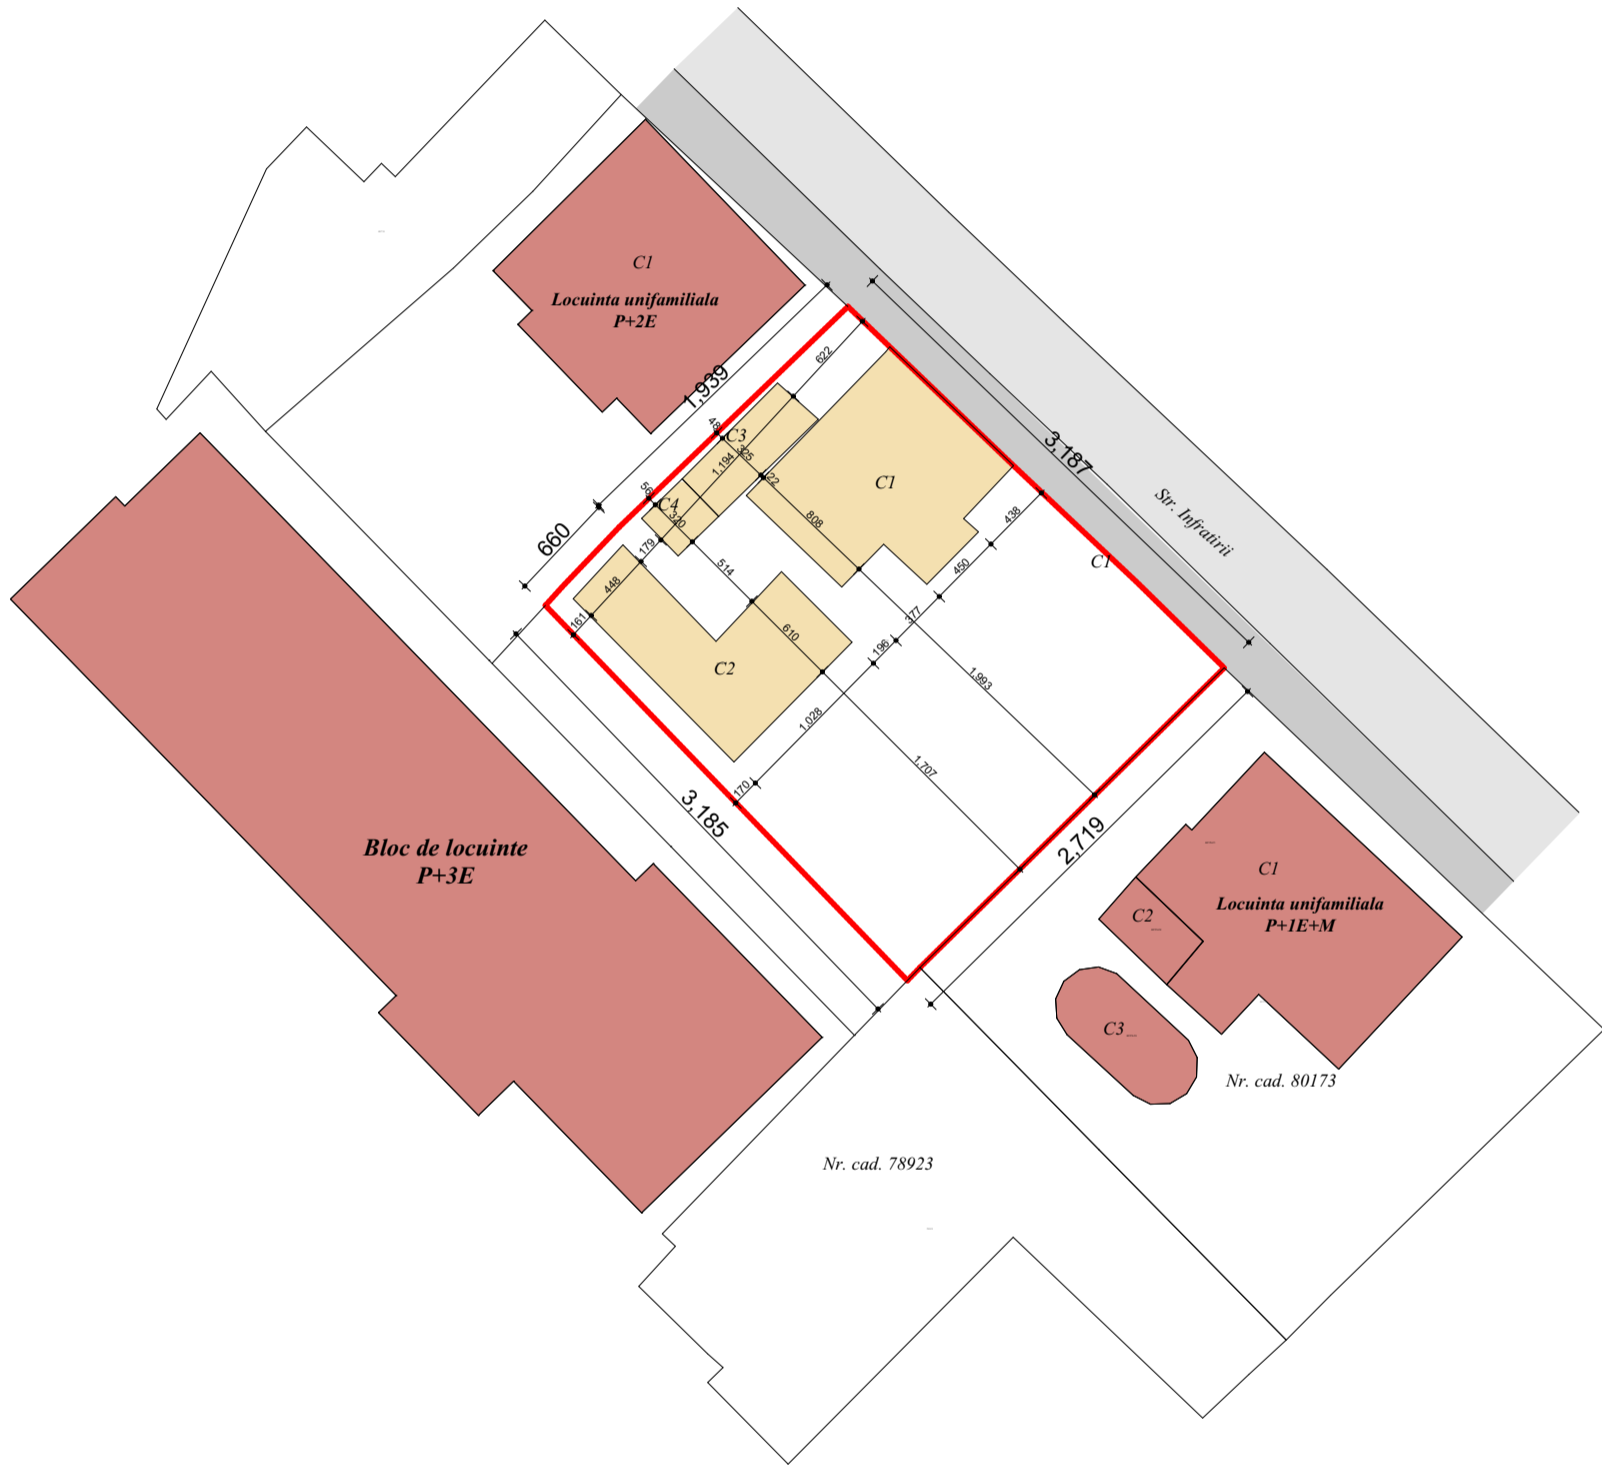 C1
Locuinta unifamiliala
P+2E
1,939
660
622
48
C3
325
1,194
22
56
C4
320
179
448
161
514
808
C1
610
C2
438
450
377
196
1,028
170
1,993
1,707
3,187
Str. Infratirii
C1
3,185
2,719
Bloc de locuinte
P+3E
C1
Locuinta unifamiliala
P+1E+M
C2
C3
Nr. cad. 80173
Nr. cad. 78923